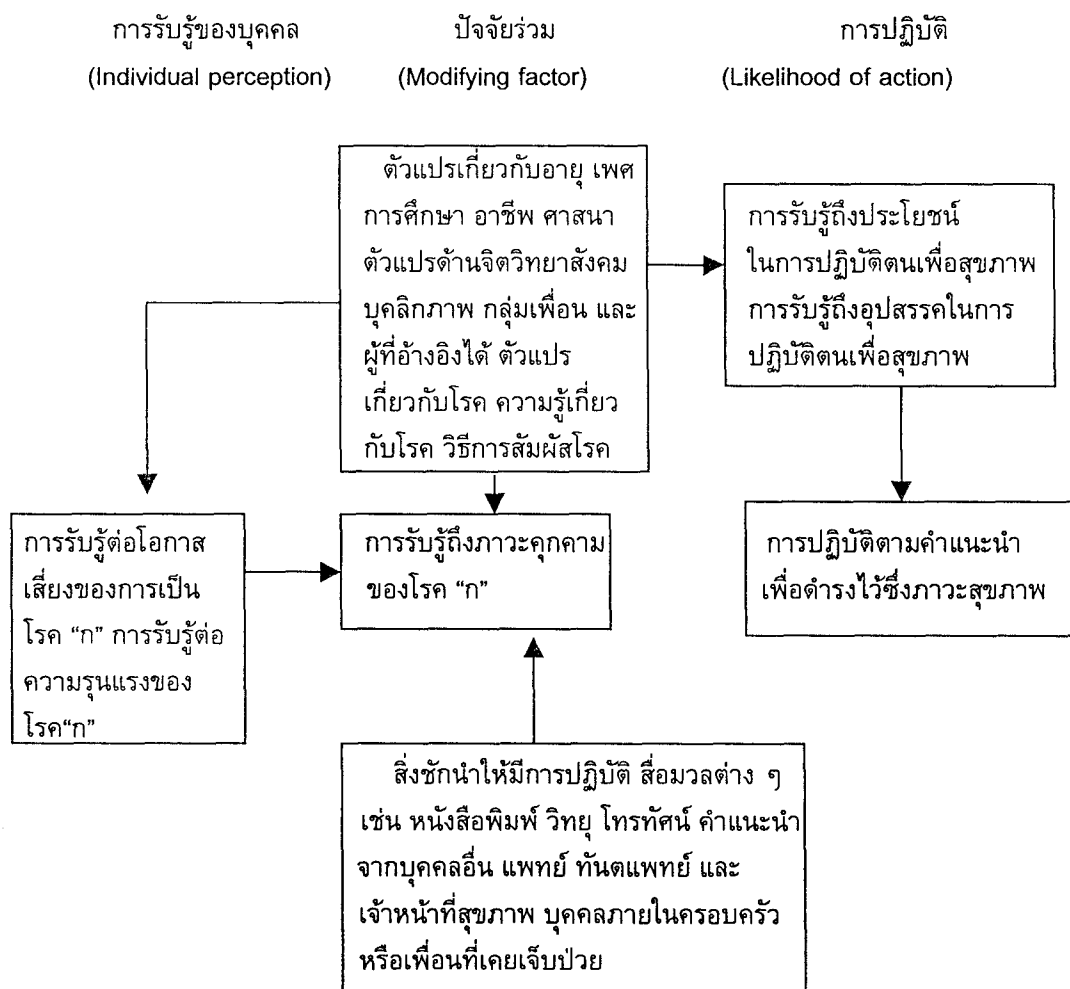 การรับรู้ของบุคคล
(Individual perception)
ปัจจัยร่วม
(Modifying factor)
การปฏิบัติ
(Likelihood of action)
ตัวแปรเกี่ยวกับอายุ เพศ
การศึกษา อาชีพ ศาสนา
ตัวแปรด้านจิตวิทยาสังคม
บุคลิกภาพ กลุ่มเพื่อน และ
ผู้ที่อ้างอิงได้ ตัวแปร
เกี่ยวกับโรค ความรู้เกี่ยว
กับโรค วิธีการสัมผัสโรค
การรับรู้ถึงประโยชน์
ในการปฏิบัติตนเพื่อสุขภาพ
การรับรู้ถึงอุปสรรคในการ
ปฏิบัติตนเพื่อสุขภาพ
การรับรู้ต่อโอกาส
เสี่ยงของการเป็น
โรค “ก” การรับรู้ต่อ
ความรุนแรงของ
โรค“ก”
การรับรู้ถึงภาวะคุกคาม
ของโรค “ก”
การปฏิบัติตามคำแนะนำ
เพื่อดำรงไว้ซึ่งภาวะสุขภาพ
สิ่งชักนำให้มีการปฏิบัติ สื่อมวลต่าง ๆ
เช่น หนังสือพิมพ์ วิทยุ โทรทัศน์ คำแนะนำ
จากบุคคลอื่น แพทย์ ทันตแพทย์ และ
เจ้าหน้าที่สุขภาพ บุคคลภายในครอบครัว
หรือเพื่อนที่เคยเจ็บป่วย